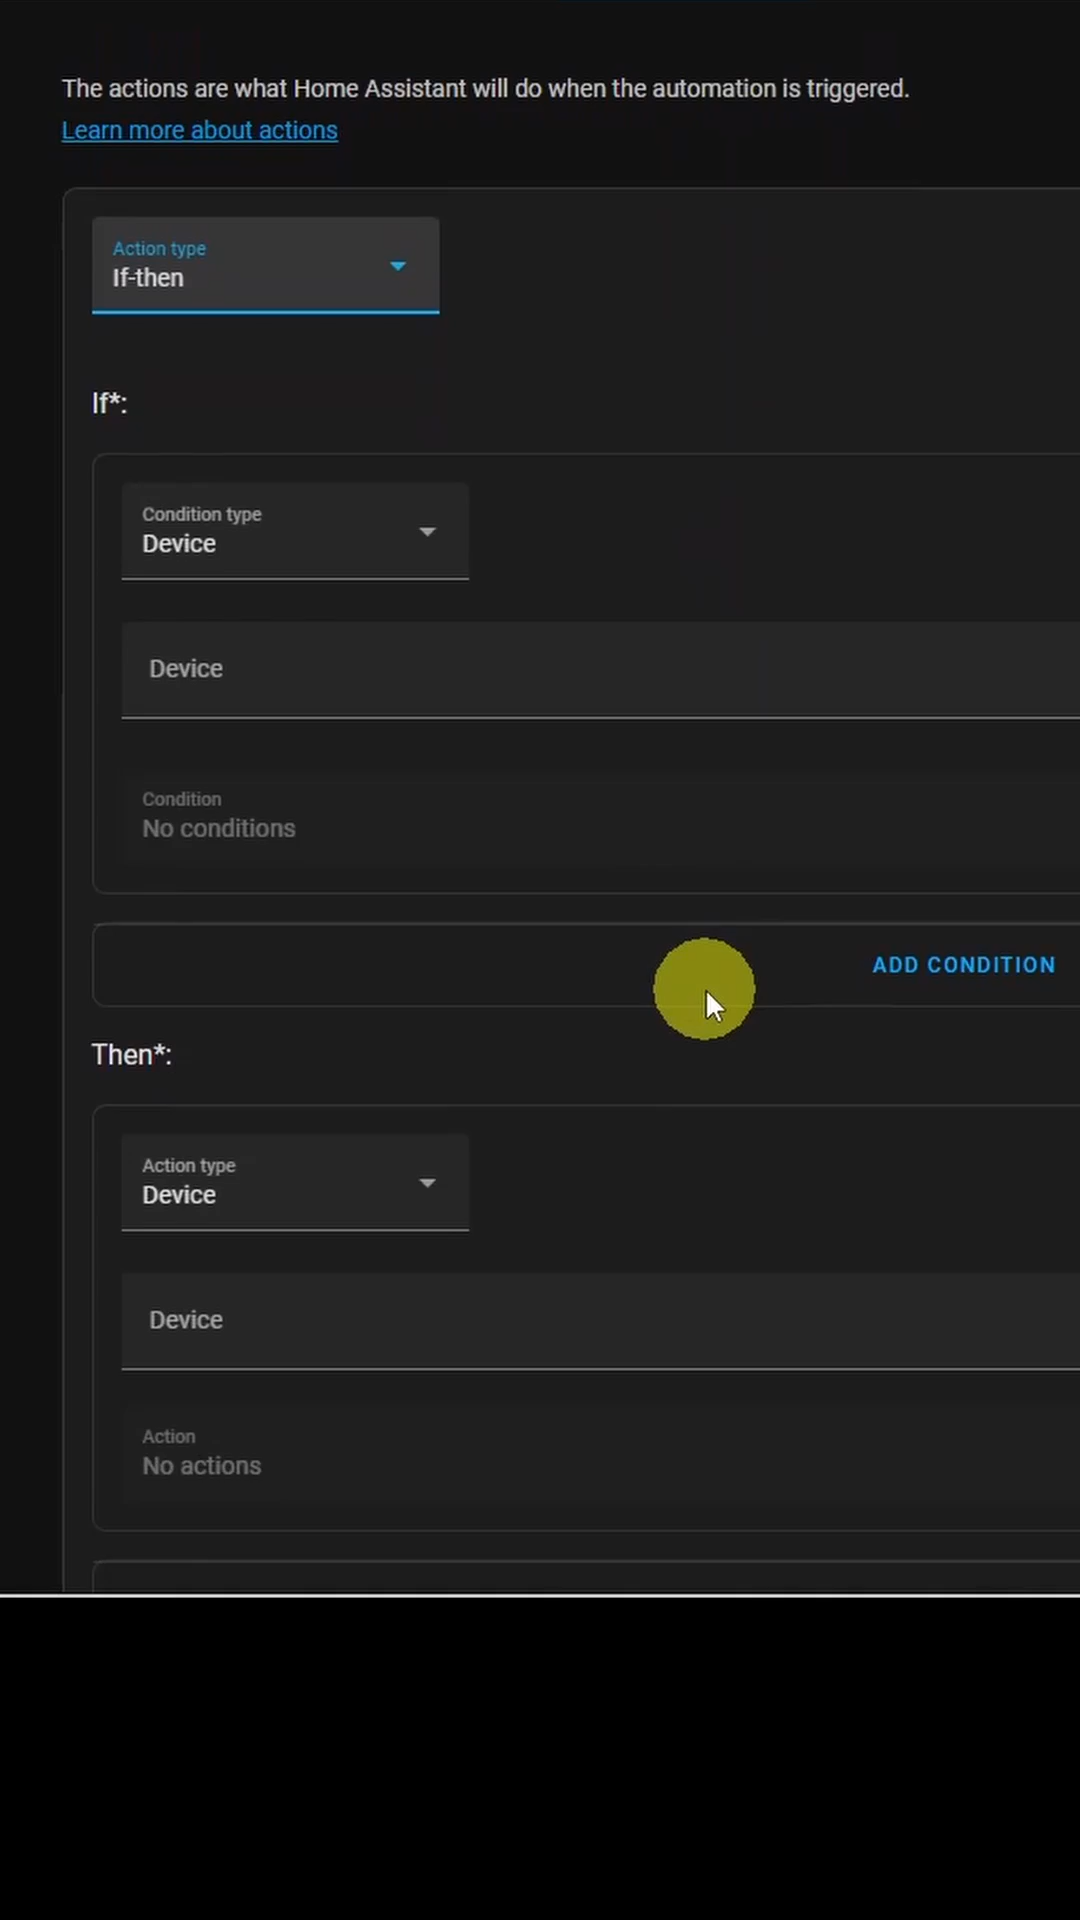 The actions are what Home Assistant will do when the automation is triggered.
Learn more about actions
Action type
If-then
If*:
Condition type
Device
Device
Condition
No conditions
ADD CONDITION
Then*:
Action type
Device
Device
Action
No actions